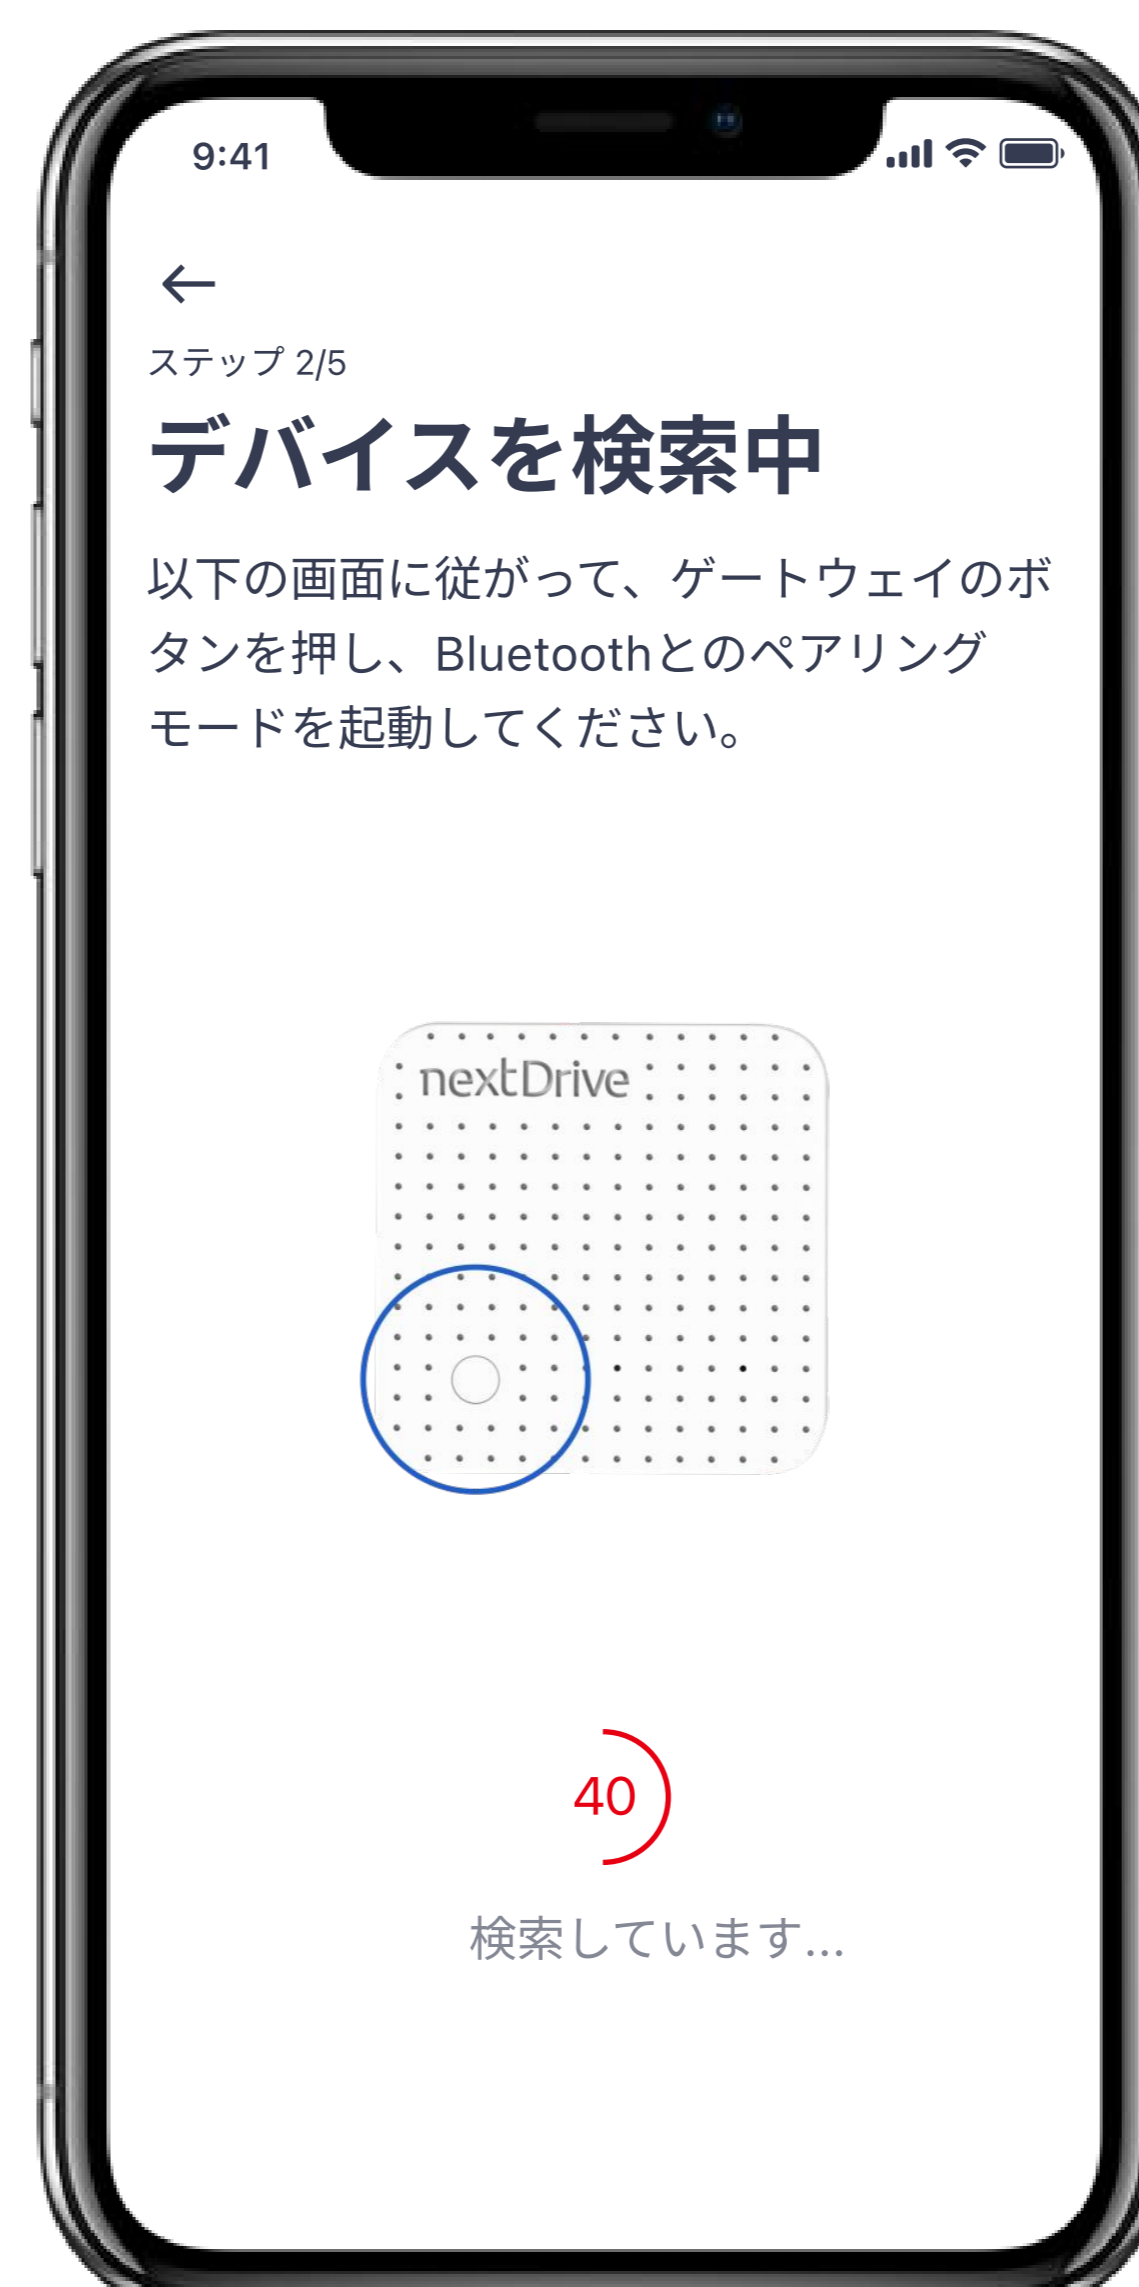 9:41
ステップ 2/5
デバイスを検索中
以下の画面に従がって、ゲートウェイのボ
タンを押し、Bluetoothとのペアリング
モードを起動してください。
nextDrive
40
検索しています...